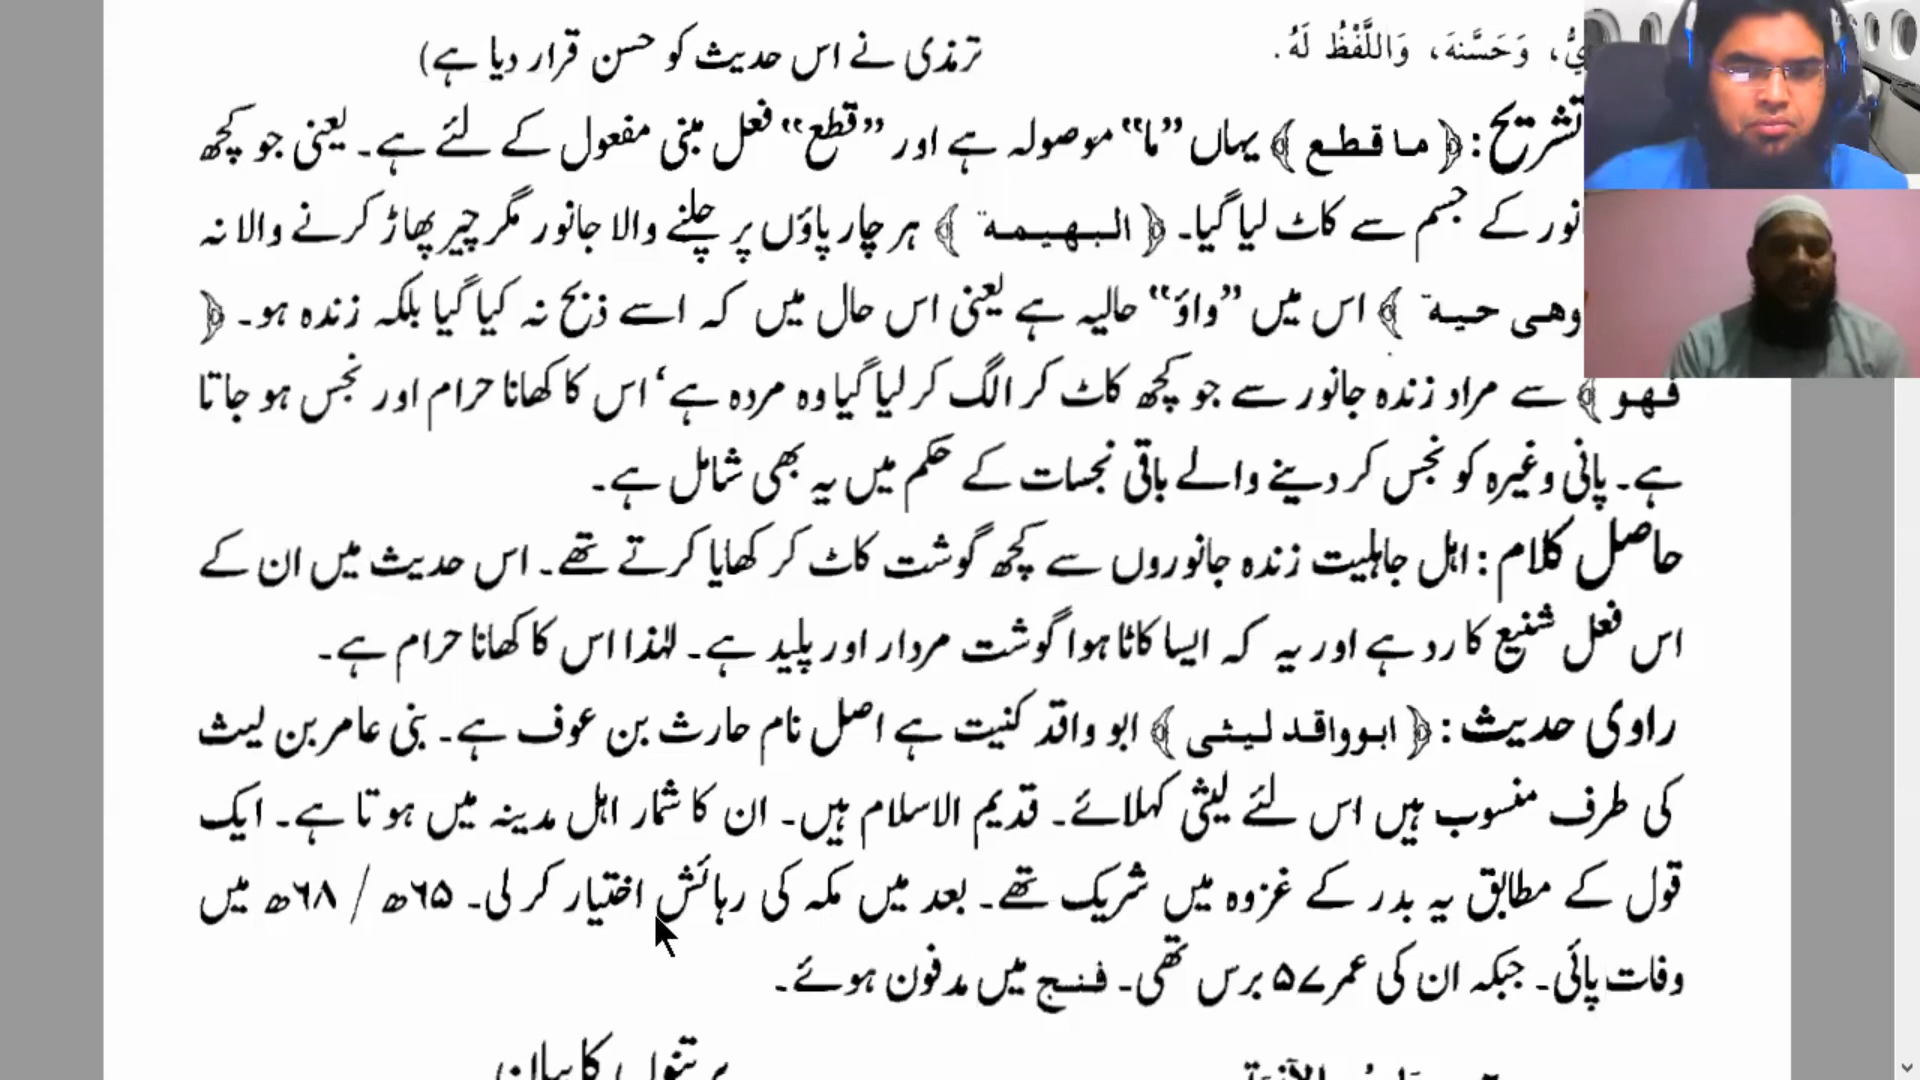 وَحَسَّنَهَ، وَاللَّفْظُ لَهُ.
ترمذی نے اس حدیث کو حسن قرار دیا ہے)
تشریح : ﴿ ما قطع ﴾ یہاں ”ما“ موصولہ ہے اور ”قطع“ فعل مبنی مفعول کے لئے ہے۔ یعنی جو کچھ
کے جسم سے کاٹ لیا گیا۔ ﴿ البهيمة ﴾ ہر چار پاؤں پر چلنے والا جانور مگر چیر پھاڑ کرنے والا نہ
وهى حية ﴾ اس میں ”واؤ“ حالیہ ہے یعنی اس حال میں کہ اسے ذبح نہ کیا گیا بلکہ زندہ ہو۔ ﴿
فهو ﴾ سے مراد زندہ جانور سے جو کچھ کاٹ کر الگ کر لیا گیا وہ مردہ ہے‘ اس کا کھانا حرام اور نجس ہو جاتا
ہے۔ پانی وغیرہ کو نجس کر دینے والے باقی نجسات کے حکم میں یہ بھی شامل ہے۔
حاصل کلام : اہل جاہلیت زندہ جانوروں سے کچھ گوشت کاٹ کر کھایا کرتے تھے۔ اس حدیث میں ان کے
اس فعل شنیع کا رد ہے اور یہ کہ ایسا کاٹا ہوا گوشت مردار اور پلید ہے۔ لہٰذا اس کا کھانا حرام ہے۔
راوی حدیث : ﴿ ابوواقد لیثی ﴾ ابو واقد کنیت ہے اصل نام حارث بن عوف ہے۔ بنی عامر بن لیث
کی طرف منسوب ہیں اس لئے لیثی کہلائے۔ قدیم الاسلام ہیں۔ ان کا شمار اہل مدینہ میں ہوتا ہے۔ ایک
قول کے مطابق یہ بدر کے غزوہ میں شریک تھے۔ بعد میں مکہ کی رہائش اختیار کر لی۔ ۶۵ھ / ۶۸ھ میں
وفات پائی۔ جبکہ ان کی عمر ۵۷ برس تھی۔ فنج میں مدفون ہوئے۔
برتنوں کا بیان